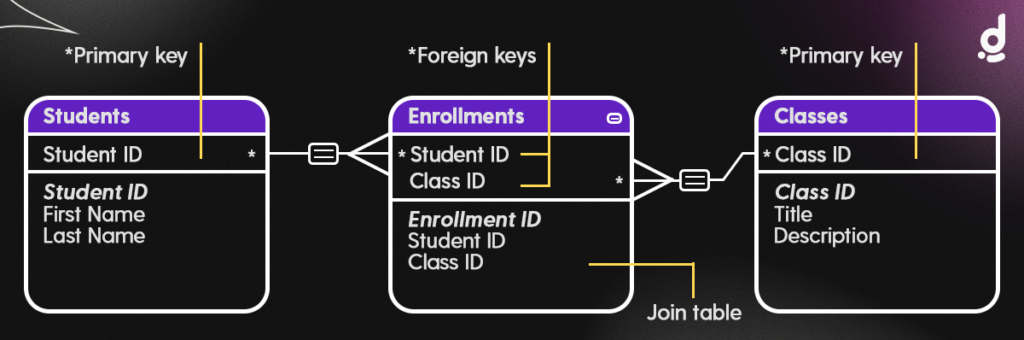 *Primary key
*Foreign keys
*Primary key
Students
Student ID *
Student ID
First Name
Last Name
Enrollments
* Student ID
Class ID *
Enrollment ID
Student ID
Class ID
Classes
* Class ID
Class ID
Title
Description
Join table